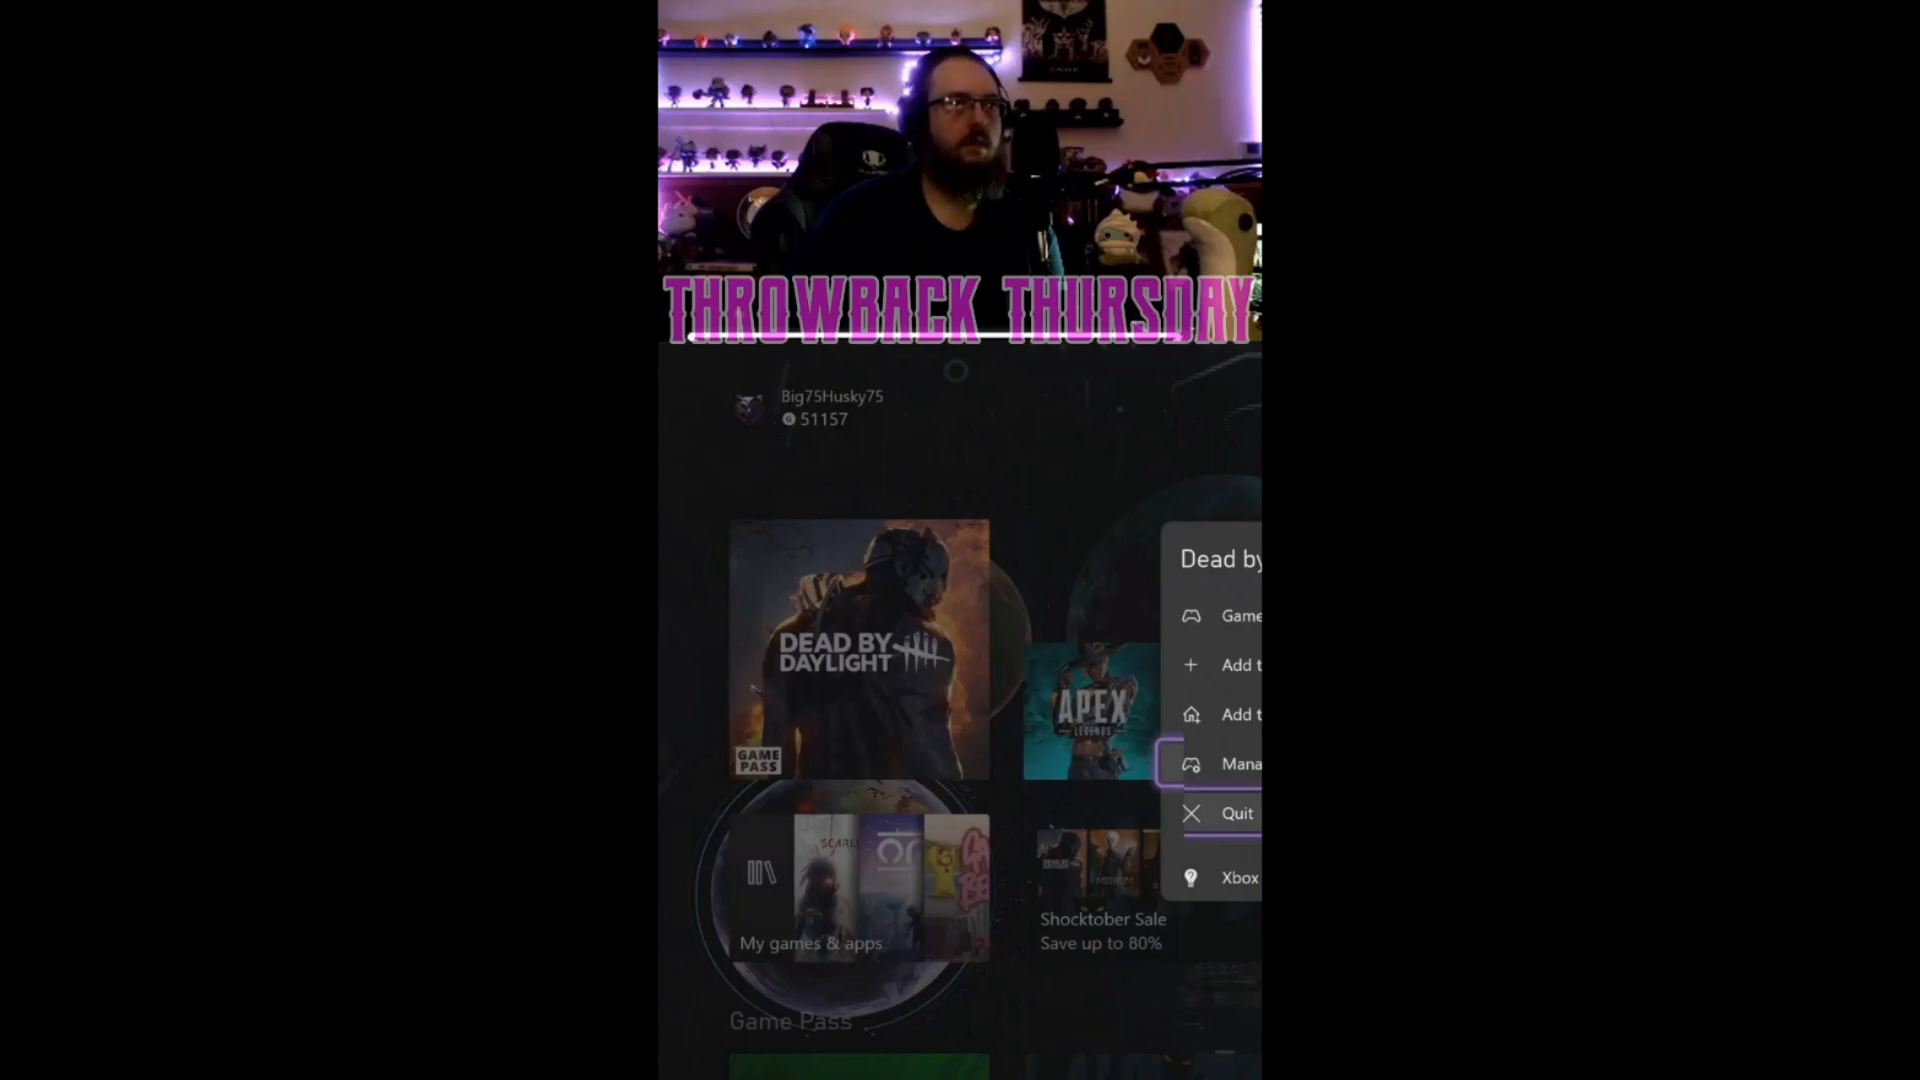 THROWBACK THURSDAY
Big75Husky75
51157
Dead by
Game
Add t
Add t
Mana
Quit
Xbox
DEAD BY
DAYLIGHT
GAME
PASS
APEX
LEGENDS
SCARL
My games & apps
Shocktober Sale
Save up to 80%
Game Pass